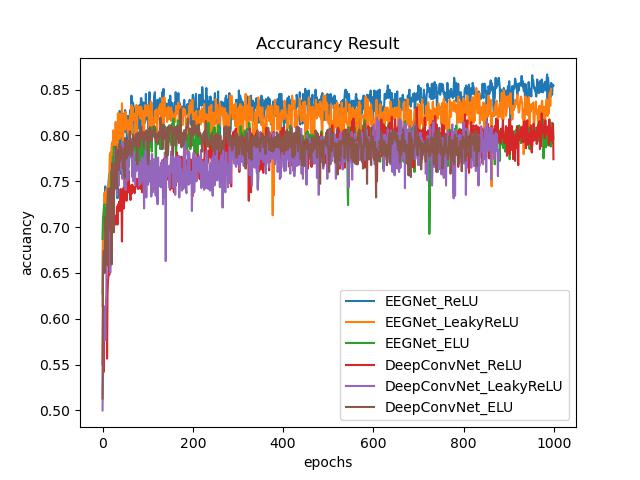 Accurancy Result
accuancy
0.85
0.80
0.75
0.70
0.65
0.60
0.55
0.50
EEGNet_ReLU
EEGNet_LeakyReLU
EEGNet_ELU
DeepConvNet_ReLU
DeepConvNet_LeakyReLU
DeepConvNet_ELU
0 200 400 600 800 1000
epochs